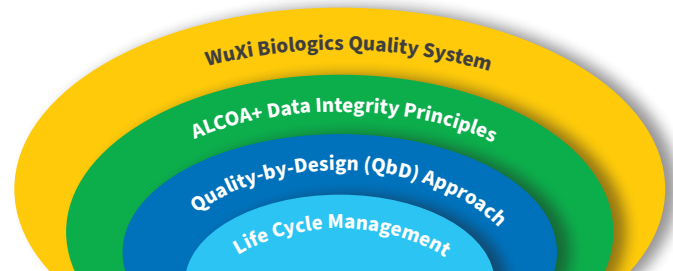 WuXi Biologics Quality System
ALCOA+ Data Integrity Principles
Quality-by-Design (QbD) Approach
Life Cycle Management